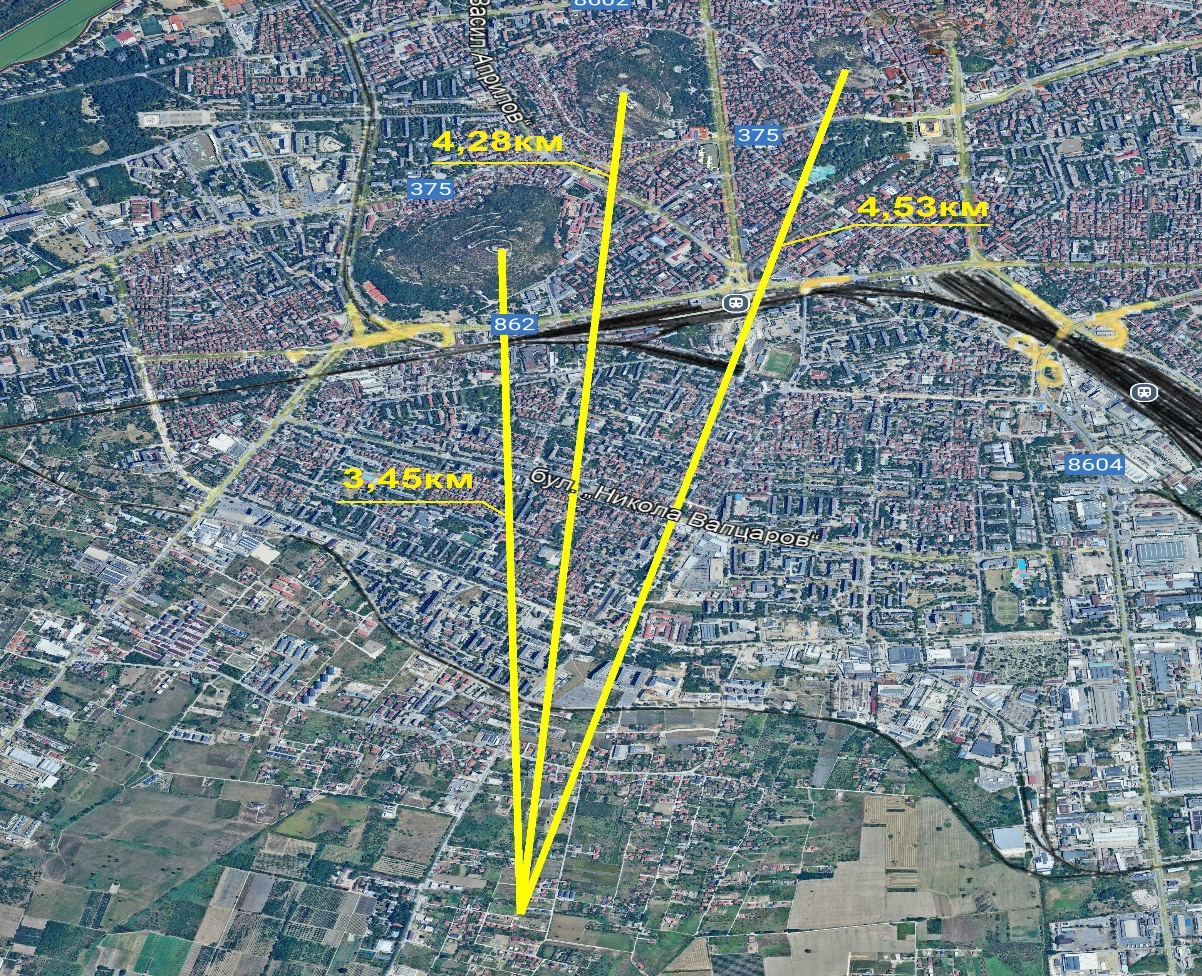 8602
Васил Априлов“
375
4,28км
375
4,53км
862
3,45км
бул. „Никола Вапцаров“
8604